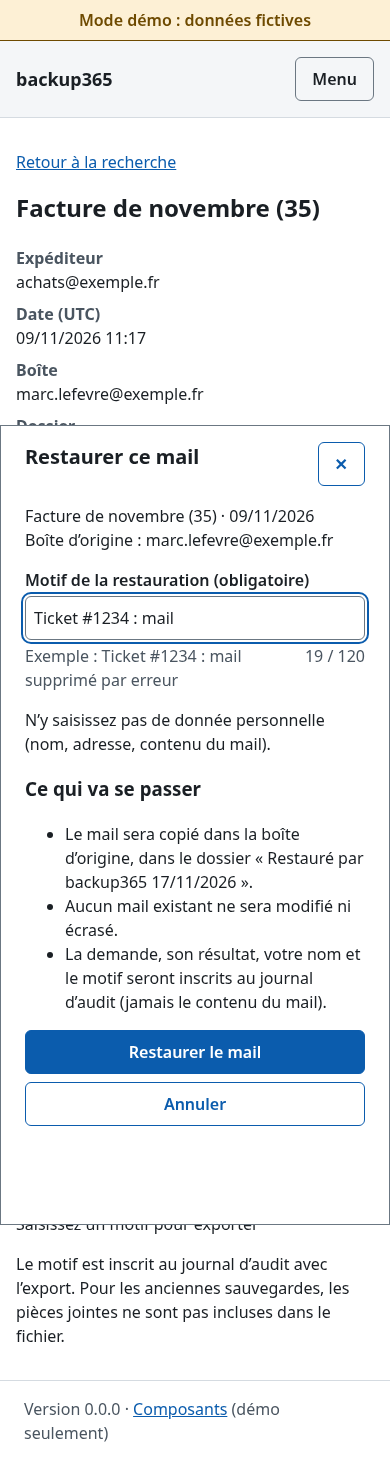 Mode démo : données fictives
backup365
Menu
Retour à la recherche
Facture de novembre (35)
Expéditeur
achats@exemple.fr
Date (UTC)
09/11/2026 11:17
Boîte
marc.lefevre@exemple.fr
Dossier
Restaurer ce mail
×
Facture de novembre (35) · 09/11/2026
Boîte d’origine : marc.lefevre@exemple.fr
Motif de la restauration (obligatoire)
Ticket #1234 : mail
Exemple : Ticket #1234 : mail
supprimé par erreur
19 / 120
N’y saisissez pas de donnée personnelle
(nom, adresse, contenu du mail).
Ce qui va se passer
• Le mail sera copié dans la boîte
d’origine, dans le dossier « Restauré par
backup365 17/11/2026 ».
• Aucun mail existant ne sera modifié ni
écrasé.
• La demande, son résultat, votre nom et
le motif seront inscrits au journal
d’audit (jamais le contenu du mail).
Restaurer le mail
Annuler
Saisissez un motif pour exporter
Le motif est inscrit au journal d’audit avec
l’export. Pour les anciennes sauvegardes, les
pièces jointes ne sont pas incluses dans le
fichier.
Version 0.0.0 · Composants (démo
seulement)